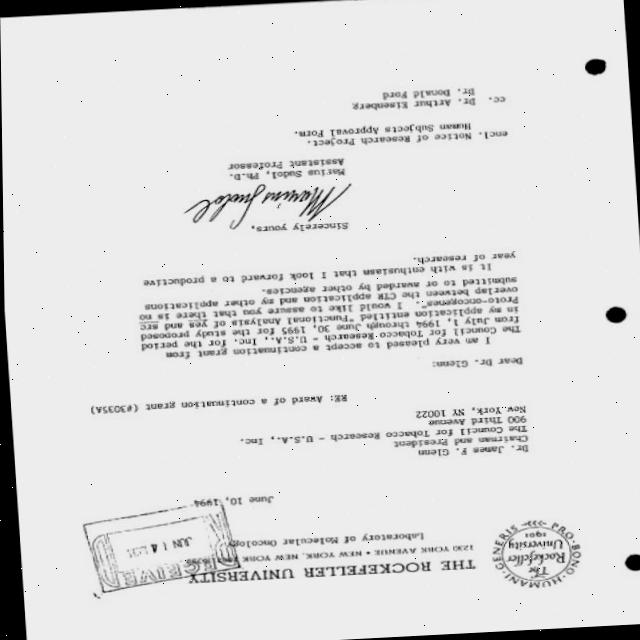 THE ROCKEFELLER UNIVERSITY
1230 YORK AVENUE • NEW YORK, NEW YORK
PRO·BONO·HUMANI·GENERIS
The Rockefeller University
1901
Laboratory of Molecular Oncology
RECEIVED
JUN 14
June 10, 1994
Dr. James F. Glenn
Chairman and President
The Council for Tobacco Research - U.S.A., Inc.
900 Third Avenue
New York, NY 10022
RE: Award of a continuation grant (#3035A)
Dear Dr. Glenn:
I am very pleased to accept a continuation grant from
The Council for Tobacco Research - U.S.A., Inc. for the period
from July 1, 1994 through June 30, 1995 for the study proposed
in my application entitled "Functional Analysis of yes and src
Proto-oncogenes". I would like to assure you that there is no
overlap between the CTR application and my other applications
submitted to or awarded by other agencies.
It is with enthusiasm that I look forward to a productive
year of research.
Sincerely yours,
Marius Sudol
Marius Sudol, Ph.D.
Assistant Professor
encl. Notice of Research Project.
Human Subjects Approval Form.
cc. Dr. Arthur Eisenberg
Dr. Donald Ford